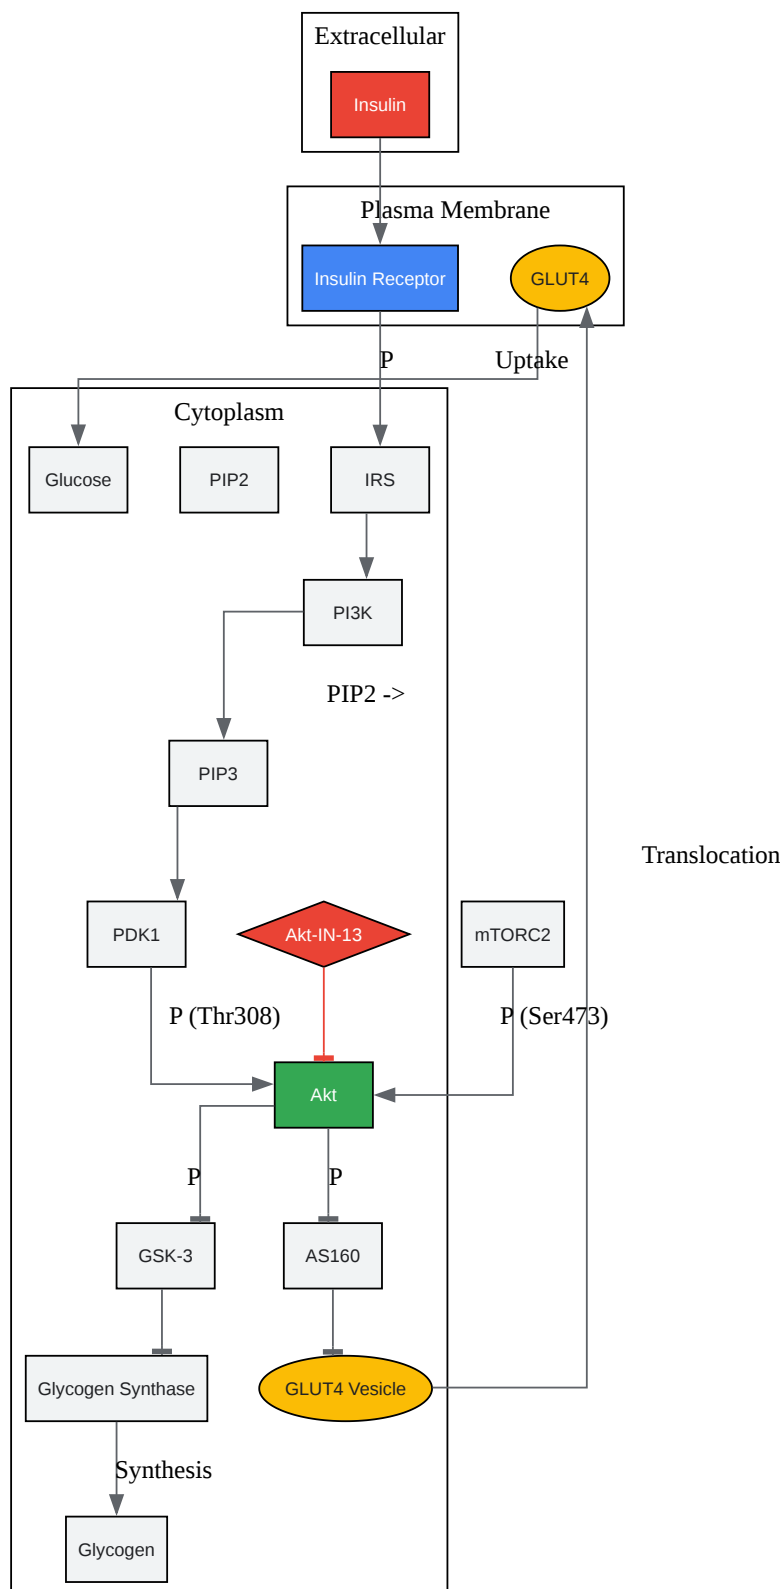 Extracellular
Insulin
Plasma Membrane
Insulin Receptor
GLUT4
P
Uptake
Cytoplasm
Glucose
PIP2
IRS
PI3K
PIP2 ->
PIP3
Translocation
PDK1
Akt-IN-13
mTORC2
P (Thr308)
P (Ser473)
Akt
P
P
GSK-3
AS160
Glycogen Synthase
GLUT4 Vesicle
Synthesis
Glycogen